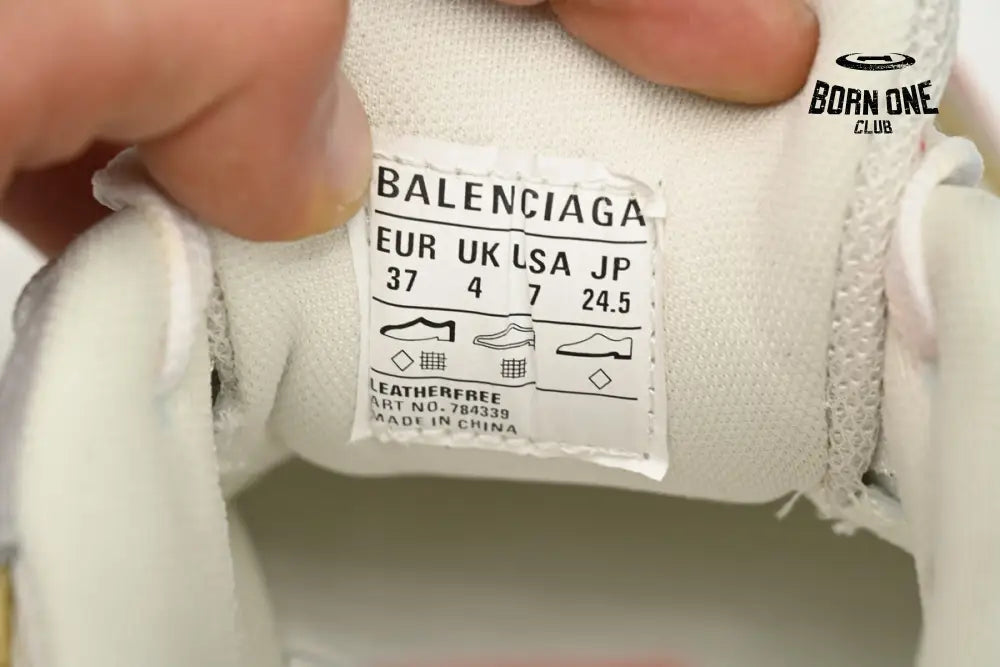 BORN ONE
CLUB
BALENCIAGA
EUR UK USA JP
37 4 7 24.5
LEATHERFREE
ART NO. 784339
MADE IN CHINA